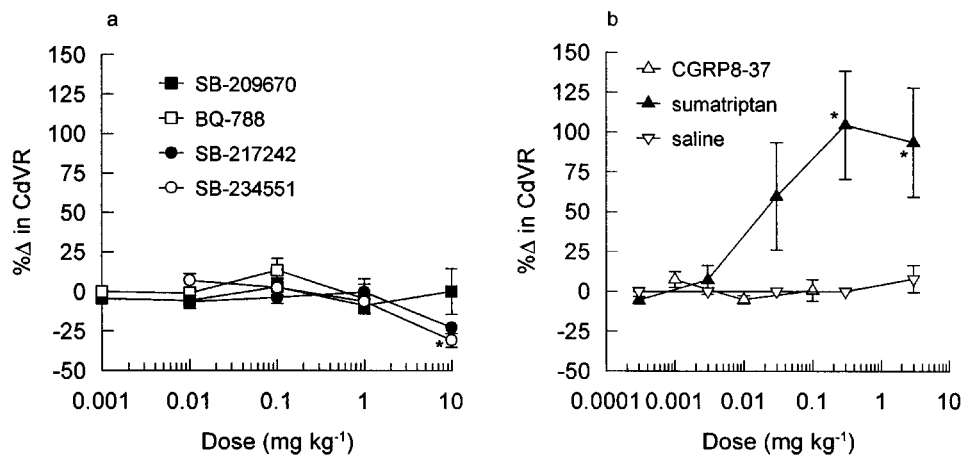 a
150
125
100
75
50
25
0
-25
-50
%Δ in CdVR
SB-209670
BQ-788
SB-217242
SB-234551
*
0.001 0.01 0.1 1 10
Dose (mg kg⁻¹)
b
150
125
100
75
50
25
0
-25
-50
%Δ in CdVR
CGRP8-37
sumatriptan
saline
*
*
0.0001 0.001 0.01 0.1 1 10
Dose (mg kg⁻¹)